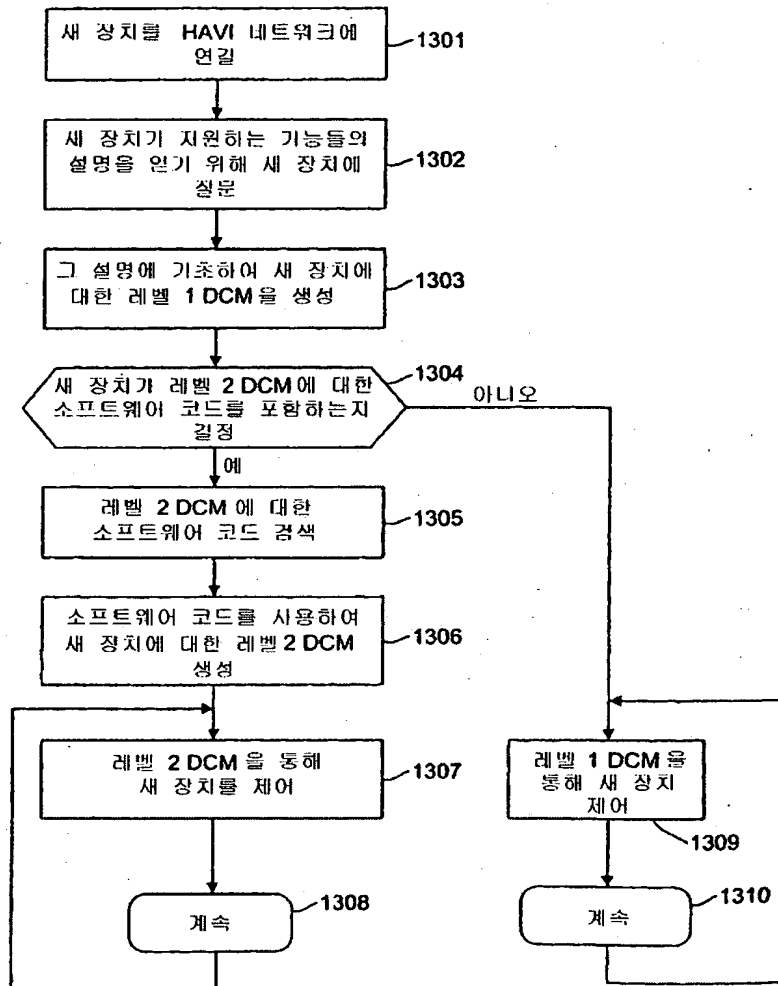 새 장치를 HAVI 네트워크에
연결
1301
새 장치가 지원하는 기능들의
설명을 얻기 위해 새 장치에
질문
1302
그 설명에 기초하여 새 장치에
대한 레벨 1 DCM을 생성
1303
새 장치가 레벨 2 DCM에 대한
소프트웨어 코드를 포함하는지
결정
1304
아니오
예
레벨 2 DCM에 대한
소프트웨어 코드 검색
1305
소프트웨어 코드를 사용하여
새 장치에 대한 레벨 2 DCM
생성
1306
레벨 2 DCM을 통해
새 장치를 제어
1307
레벨 1 DCM을
통해 새 장치
제어
1309
계속
1308
계속
1310